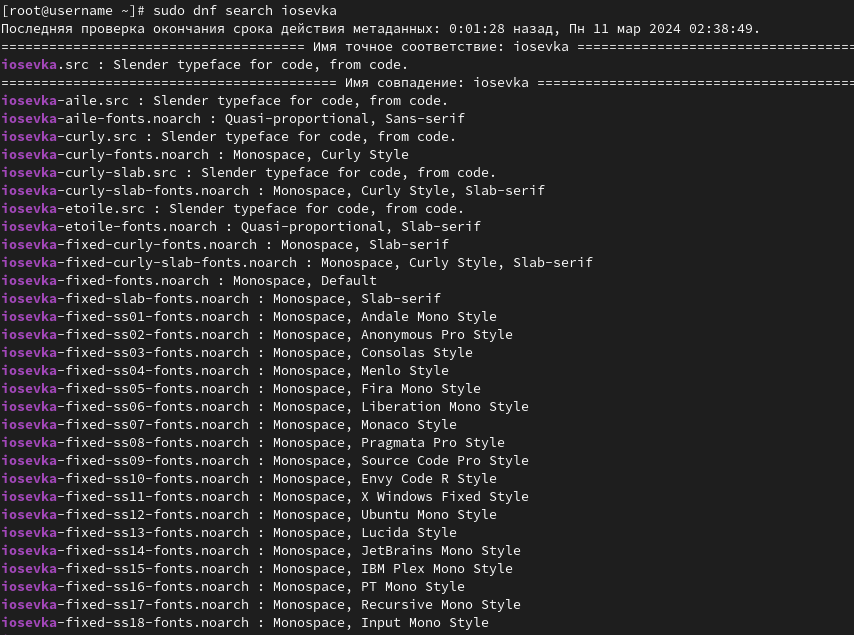 [root@username ~]# sudo dnf search iosevka
Последняя проверка окончания срока действия метаданных: 0:01:28 назад, Пн 11 мар 2024 02:38:49.
====================================== Имя точное соответствие: iosevka ===================================
iosevka.src : Slender typeface for code, from code.
========================================== Имя совпадение: iosevka ========================================
iosevka-aile.src : Slender typeface for code, from code.
iosevka-aile-fonts.noarch : Quasi-proportional, Sans-serif
iosevka-curly.src : Slender typeface for code, from code.
iosevka-curly-fonts.noarch : Monospace, Curly Style
iosevka-curly-slab.src : Slender typeface for code, from code.
iosevka-curly-slab-fonts.noarch : Monospace, Curly Style, Slab-serif
iosevka-etoile.src : Slender typeface for code, from code.
iosevka-etoile-fonts.noarch : Quasi-proportional, Slab-serif
iosevka-fixed-curly-fonts.noarch : Monospace, Slab-serif
iosevka-fixed-curly-slab-fonts.noarch : Monospace, Curly Style, Slab-serif
iosevka-fixed-fonts.noarch : Monospace, Default
iosevka-fixed-slab-fonts.noarch : Monospace, Slab-serif
iosevka-fixed-ss01-fonts.noarch : Monospace, Andale Mono Style
iosevka-fixed-ss02-fonts.noarch : Monospace, Anonymous Pro Style
iosevka-fixed-ss03-fonts.noarch : Monospace, Consolas Style
iosevka-fixed-ss04-fonts.noarch : Monospace, Menlo Style
iosevka-fixed-ss05-fonts.noarch : Monospace, Fira Mono Style
iosevka-fixed-ss06-fonts.noarch : Monospace, Liberation Mono Style
iosevka-fixed-ss07-fonts.noarch : Monospace, Monaco Style
iosevka-fixed-ss08-fonts.noarch : Monospace, Pragmata Pro Style
iosevka-fixed-ss09-fonts.noarch : Monospace, Source Code Pro Style
iosevka-fixed-ss10-fonts.noarch : Monospace, Envy Code R Style
iosevka-fixed-ss11-fonts.noarch : Monospace, X Windows Fixed Style
iosevka-fixed-ss12-fonts.noarch : Monospace, Ubuntu Mono Style
iosevka-fixed-ss13-fonts.noarch : Monospace, Lucida Style
iosevka-fixed-ss14-fonts.noarch : Monospace, JetBrains Mono Style
iosevka-fixed-ss15-fonts.noarch : Monospace, IBM Plex Mono Style
iosevka-fixed-ss16-fonts.noarch : Monospace, PT Mono Style
iosevka-fixed-ss17-fonts.noarch : Monospace, Recursive Mono Style
iosevka-fixed-ss18-fonts.noarch : Monospace, Input Mono Style